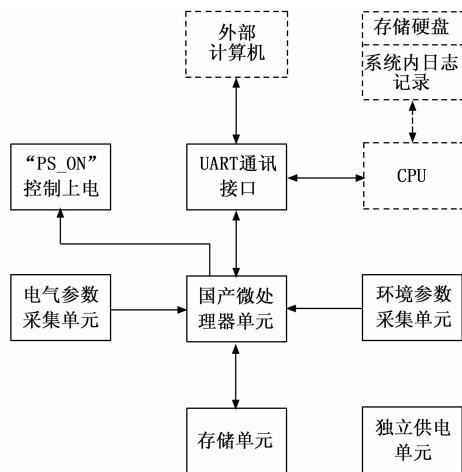 外部
计算机
存储硬盘
系统内日志
记录
“PS_ON”
控制上电
UART通讯
接口
CPU
电气参数
采集单元
国产微处
理器单元
环境参数
采集单元
存储单元
独立供电
单元